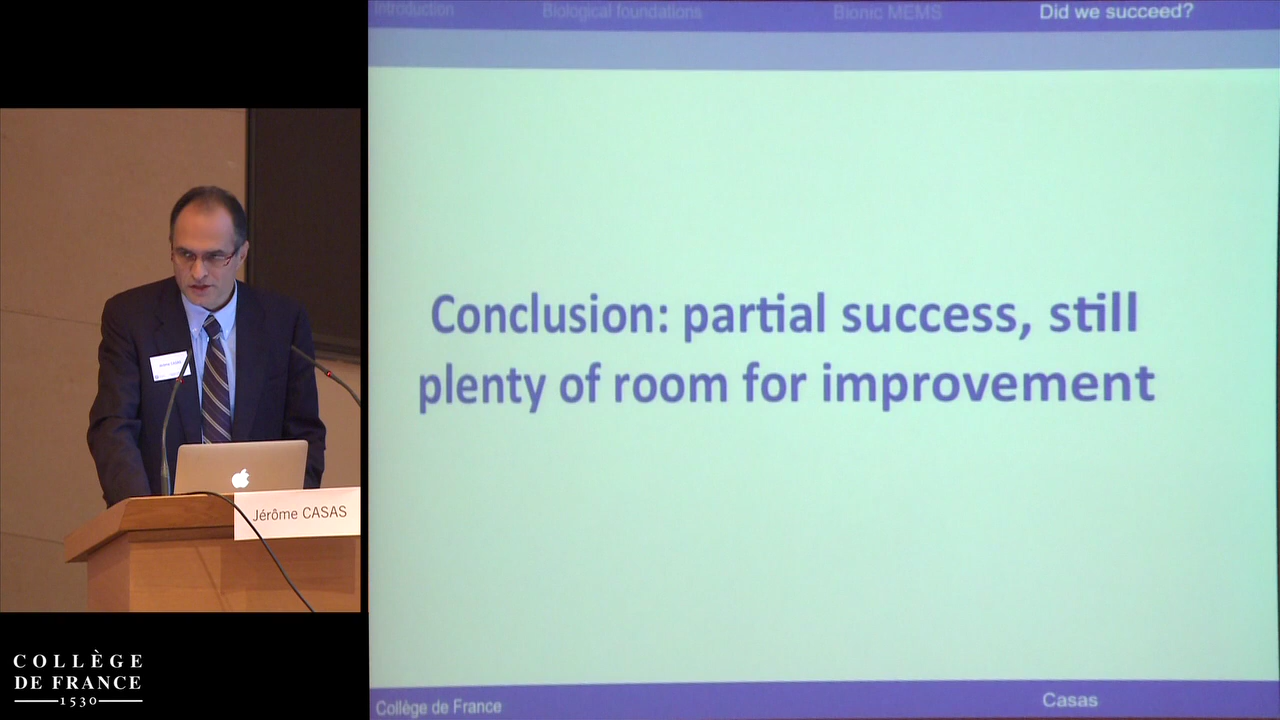 Introduction
Biological foundations
Bionic MEMS
Did we succeed?
Conclusion: partial success, still
plenty of room for improvement
Jérôme CASAS
COLLÈGE
DE FRANCE
1530
Collège de France
Casas